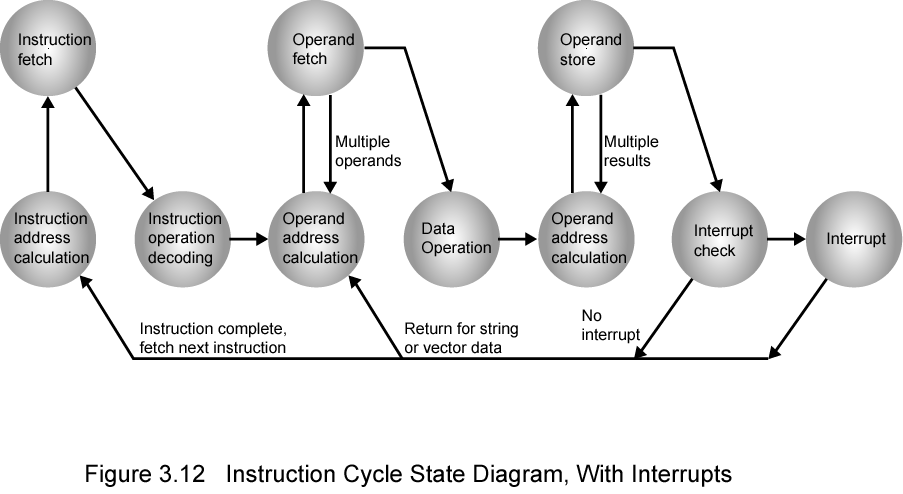 Instruction
fetch
Operand
fetch
Operand
store
Multiple
operands
Multiple
results
Instruction
address
calculation
Instruction
operation
decoding
Operand
address
calculation
Data
Operation
Operand
address
calculation
Interrupt
check
Interrupt
Instruction complete,
fetch next instruction
Return for string
or vector data
No
interrupt
Figure 3.12 Instruction Cycle State Diagram, With Interrupts